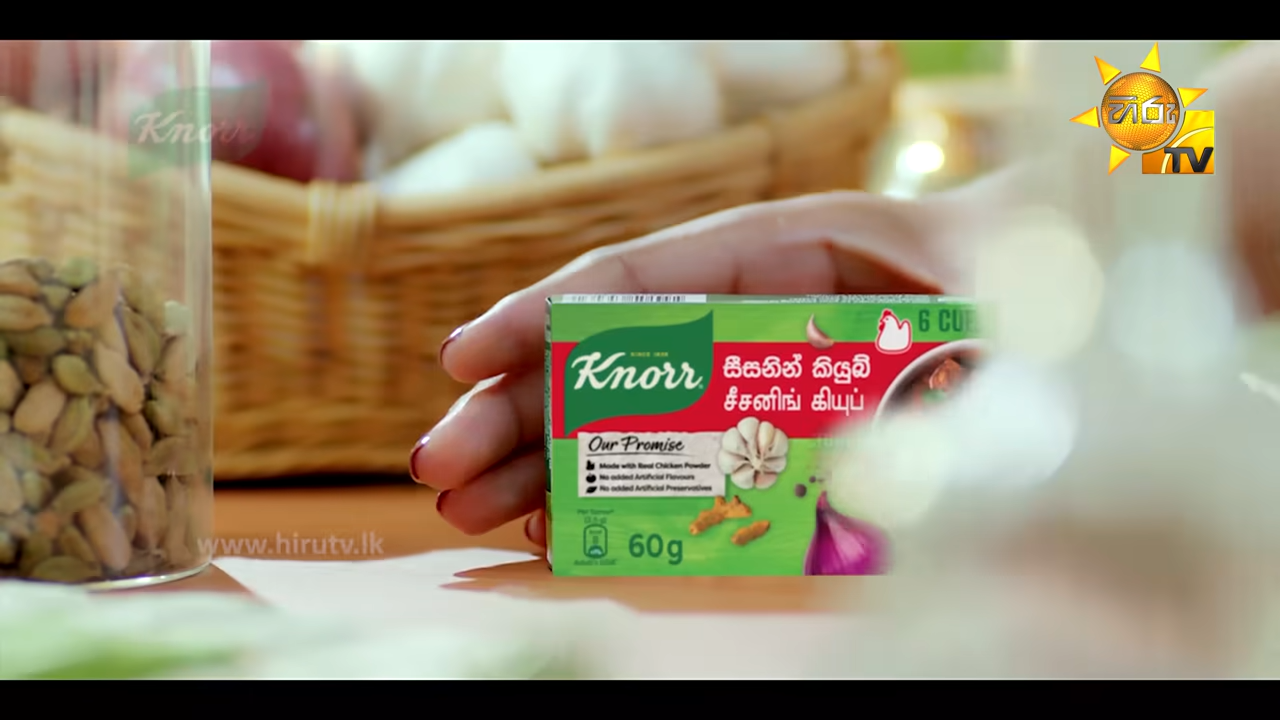 Knorr
හිරු
TV
6 CU
SINCE 1838
Knorr
සීසනින් කියුබ්
சீசனிங் கியுப்
Our Promise
Made with Real Chicken Powder
No added Artificial Flavours
No added Artificial Preservatives
60g
www.hirutv.lk